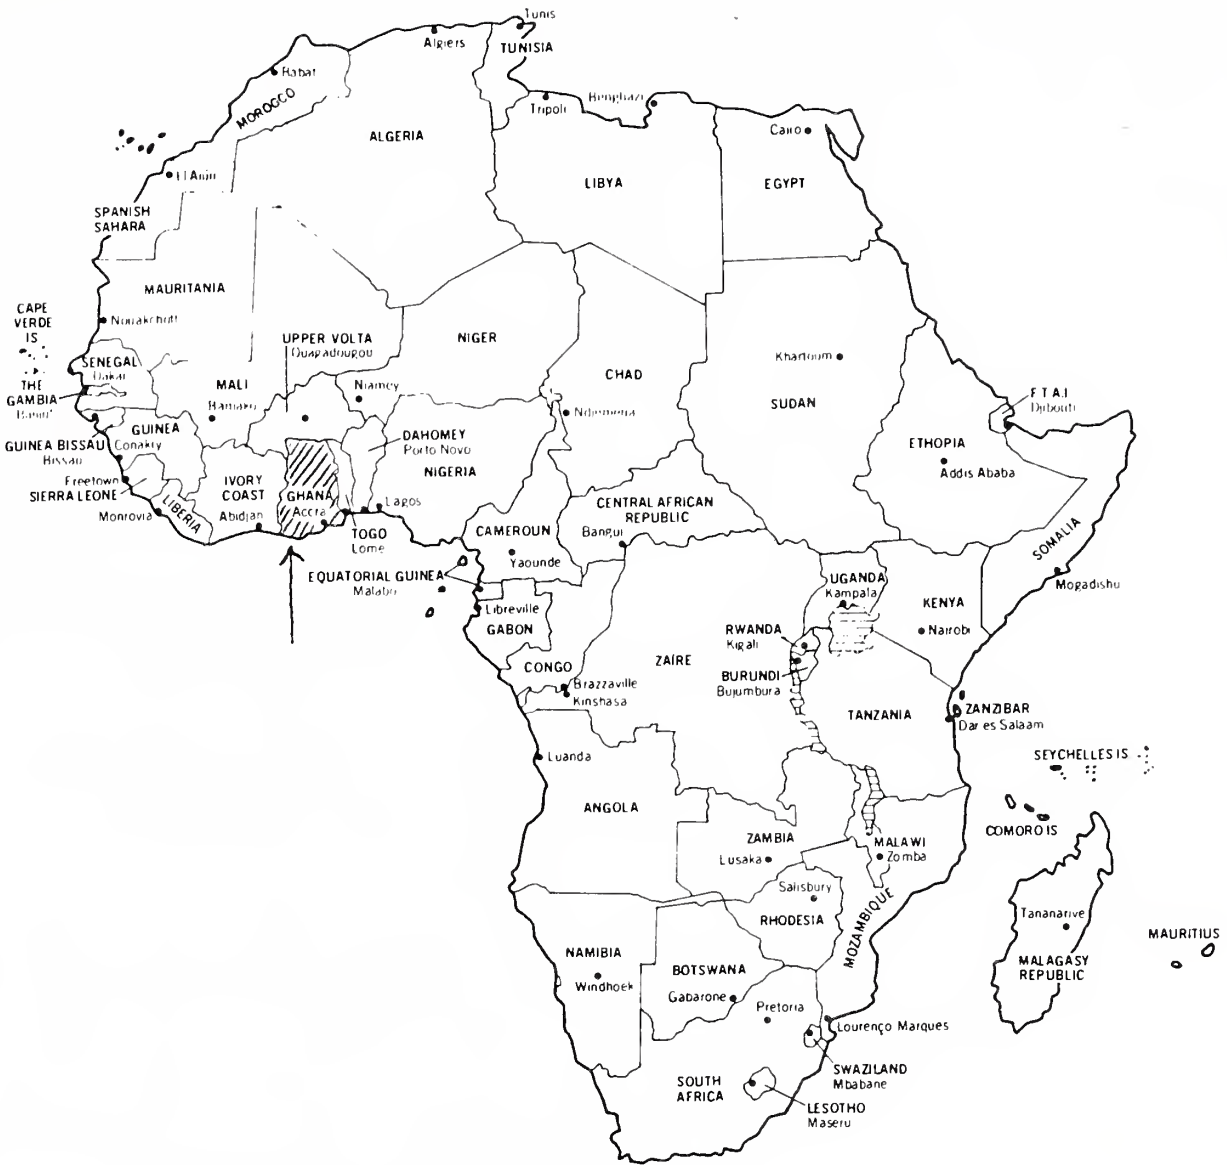 Tunis
TUNISIA
Algiers
Rabat
MOROCCO
Tripoli
Benghazi
Cairo
ALGERIA
LIBYA
EGYPT
SPANISH
SAHARA
MAURITANIA
Nouakchott
CAPE
VERDE
IS
UPPER VOLTA
Ouagadougou
NIGER
CHAD
Khartoum
SUDAN
SENEGAL
Dakar
THE
GAMBIA
MALI
Bamako
Niamey
Ndjemena
F T A I
Djibouti
GUINEA
GUINEA BISSAU
Bissau
Conakry
DAHOMEY
Porto Novo
NIGERIA
ETHOPIA
Addis Ababa
Freetown
SIERRA LEONE
Monrovia
LIBERIA
IVORY
COAST
Abidjan
GHANA
Accra
TOGO
Lome
Lagos
CENTRAL AFRICAN
REPUBLIC
Bangui
CAMEROUN
Yaounde
SOMALIA
Mogadishu
EQUATORIAL GUINEA
Malabo
Libreville
GABON
UGANDA
Kampala
KENYA
Nairobi
RWANDA
Kigali
BURUNDI
Bujumbura
CONGO
Brazzaville
Kinshasa
ZAÏRE
TANZANIA
ZANZIBAR
Dar es Salaam
SEYCHELLES IS
Luanda
ANGOLA
ZAMBIA
Lusaka
MALAWI
Zomba
COMORO IS
Salisbury
RHODESIA
MOZAMBIQUE
Tananarive
MALAGASY
REPUBLIC
MAURITIUS
NAMIBIA
Windhoek
BOTSWANA
Gabarone
Pretoria
Lourenço Marques
SWAZILAND
Mbabane
SOUTH
AFRICA
LESOTHO
Maseru